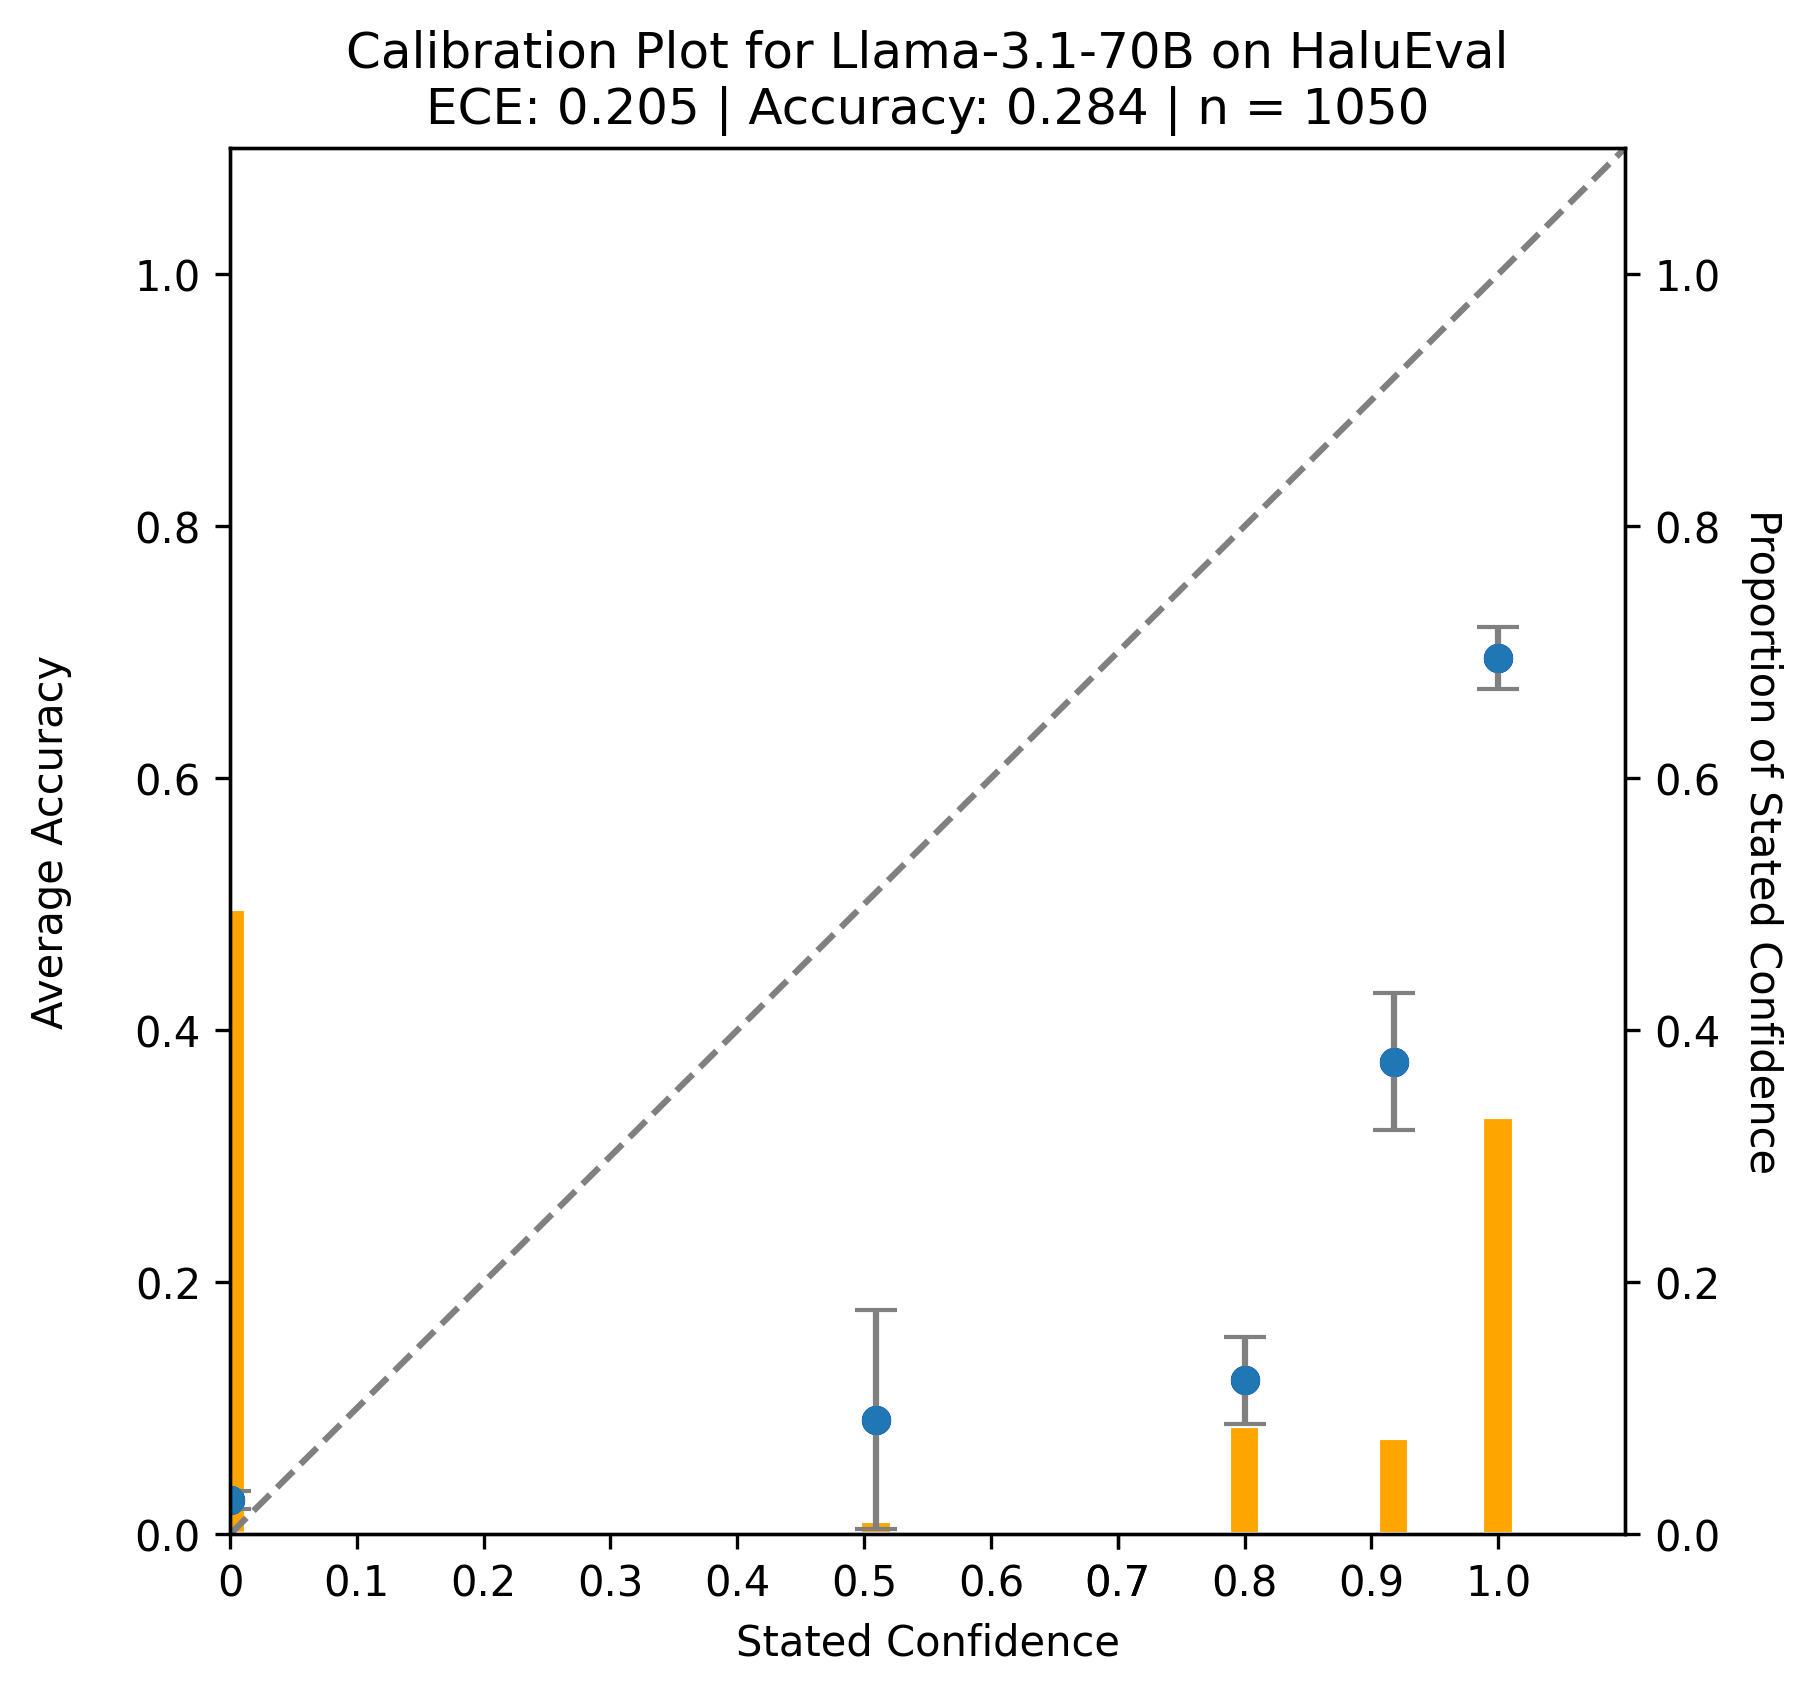 Calibration Plot for Llama-3.1-70B on HaluEval
ECE: 0.205 | Accuracy: 0.284 | n = 1050
Average Accuracy
1.0
0.8
0.6
0.4
0.2
0.0
0 0.1 0.2 0.3 0.4 0.5 0.6 0.7 0.8 0.9 1.0
Stated Confidence
1.0
0.8
0.6
0.4
0.2
0.0
Proportion of Stated Confidence